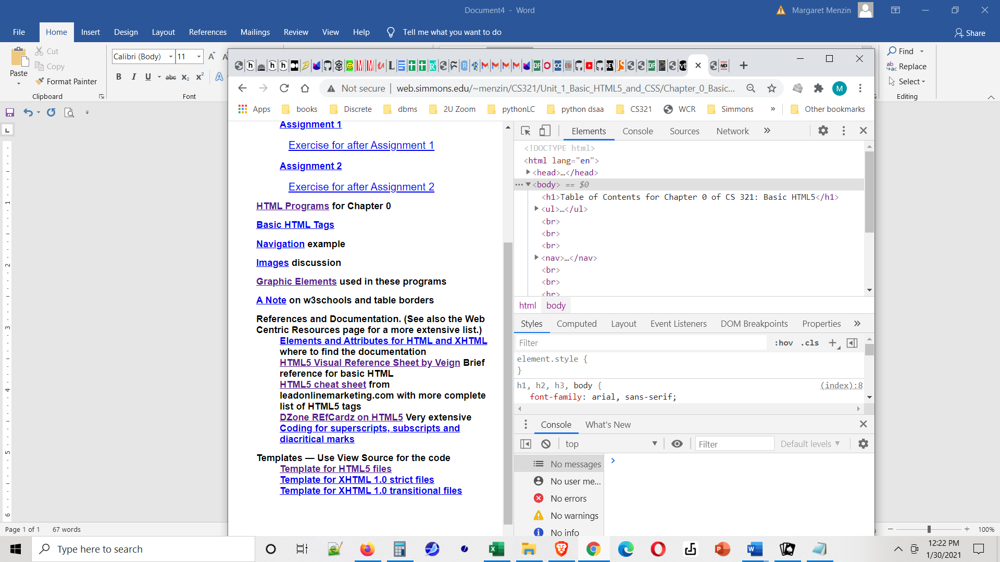 Document4 - Word
Margaret Menzin
File Home Insert Design Layout References Mailings Review View Help Tell me what you want to do
Share
Cut
Copy
Paste
Format Painter
Clipboard
Calibri (Body) 11
B I U abc x2 x2 A
Font
Find
Replace
Select
Editing
Not secure | web.simmons.edu/~menzin/CS321/Unit_1_Basic_HTML5_and_CSS/Chapter_0_Basic...
M
Apps books Discrete dbms 2U Zoom pythonLC python dsaa CS321 WCR Simmons » Other bookmarks
Assignment 1
Exercise for after Assignment 1
Assignment 2
Exercise for after Assignment 2
HTML Programs for Chapter 0
Basic HTML Tags
Navigation example
Images discussion
Graphic Elements used in these programs
A Note on w3schools and table borders
References and Documentation. (See also the Web
Centric Resources page for a more extensive list.)
Elements and Attributes for HTML and XHTML
where to find the documentation
HTML5 Visual Reference Sheet by Veign Brief
reference for basic HTML
HTML5 cheat sheet from
leadonlinemarketing.com with more complete
list of HTML5 tags
DZone REfCardz on HTML5 Very extensive
Coding for superscripts, subscripts and
diacritical marks
Templates — Use View Source for the code
Template for HTML5 files
Template for XHTML 1.0 strict files
Template for XHTML 1.0 transitional files
Elements Console Sources Network »
<!DOCTYPE html>
<html lang="en">
<head>…</head>
<body> == $0
<h1>Table of Contents for Chapter 0 of CS 321: Basic HTML5</h1>
<ul>…</ul>
<br>
<br>
<br>
<nav>…</nav>
<br>
<br>
<br>
html body
Styles Computed Layout Event Listeners DOM Breakpoints Properties »
Filter :hov .cls +
element.style {
}
h1, h2, h3, body { (index):8
font-family: arial, sans-serif;
Console What's New
top Filter Default levels
No messages
No user me...
No errors
No warnings
No info
Page 1 of 1 67 words
100%
Type here to search
12:22 PM
1/30/2021